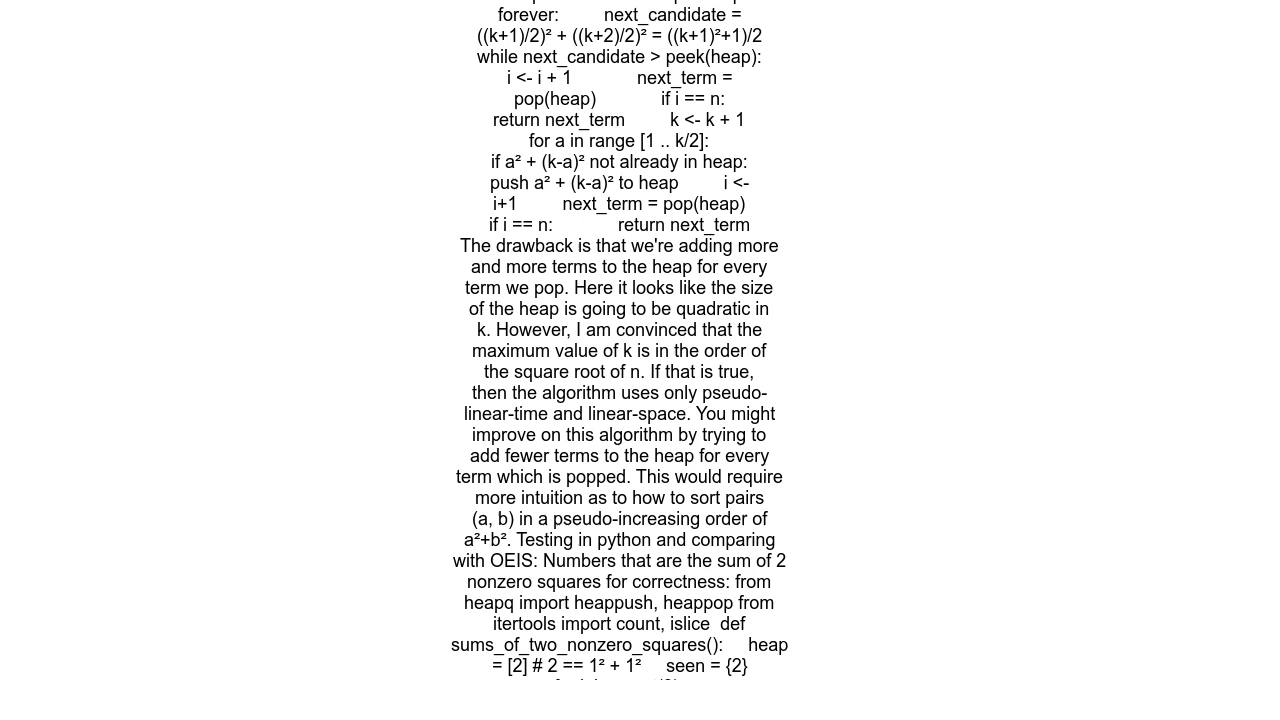 forever: next_candidate =
((k+1)/2)² + ((k+2)/2)² = ((k+1)²+1)/2
while next_candidate > peek(heap):
i <- i + 1 next_term =
pop(heap) if i == n:
return next_term k <- k + 1
for a in range [1 .. k/2]:
if a² + (k-a)² not already in heap:
push a² + (k-a)² to heap i <-
i+1 next_term = pop(heap)
if i == n: return next_term
The drawback is that we're adding more
and more terms to the heap for every
term we pop. Here it looks like the size
of the heap is going to be quadratic in
k. However, I am convinced that the
maximum value of k is in the order of
the square root of n. If that is true,
then the algorithm uses only pseudo-
linear-time and linear-space. You might
improve on this algorithm by trying to
add fewer terms to the heap for every
term which is popped. This would require
more intuition as to how to sort pairs
(a, b) in a pseudo-increasing order of
a²+b². Testing in python and comparing
with OEIS: Numbers that are the sum of 2
nonzero squares for correctness: from
heapq import heappush, heappop from
itertools import count, islice def
sums_of_two_nonzero_squares(): heap
= [2] # 2 == 1² + 1² seen = {2}